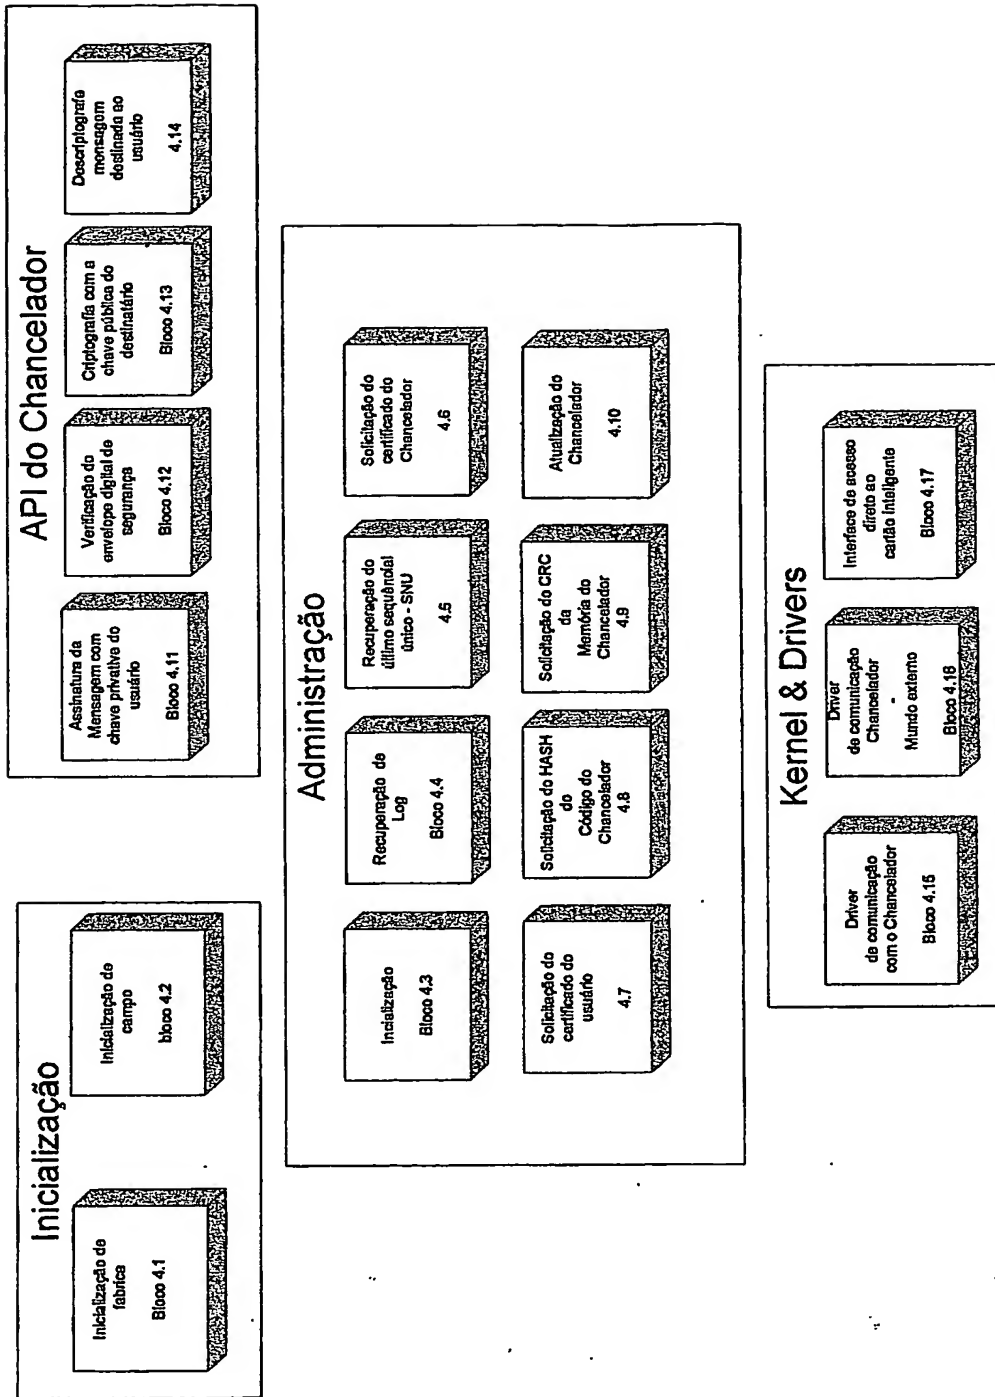 Inicialização
Inicialização de
fabrica
Bloco 4.1
Inicialização de
campo
bloco 4.2
API do Chancelador
Assinatura da
Mensagem com
chave privativa do
usuário
Bloco 4.11
Verificação do
envelope digital de
segurança
Bloco 4.12
Criptografia com a
chave pública do
destinatário
Bloco 4.13
Descriptografa
mensagem
destinada ao
usuário
4.14
Administração
Incialização
Bloco 4.3
Recuperação de
Log
Bloco 4.4
Recuperação do
último sequêncial
único - SNU
4.5
Solicitação do
certificado do
Chancelador
4.6
Solicitação do
certificado do
usuário
4.7
Solicitação do HASH
do
Código do
Chancelador
4.8
Solicitação do CRC
da
Memória do
Chancelador
4.9
Atualização do
Chancelador
4.10
Kernel & Drivers
Driver
de comunicação
com o Chancelador
Bloco 4.15
Driver
de comunicação
Chancelador
-
Mundo externo
Bloco 4.16
Interface de acesso
direto ao
cartão Inteligente
Bloco 4.17